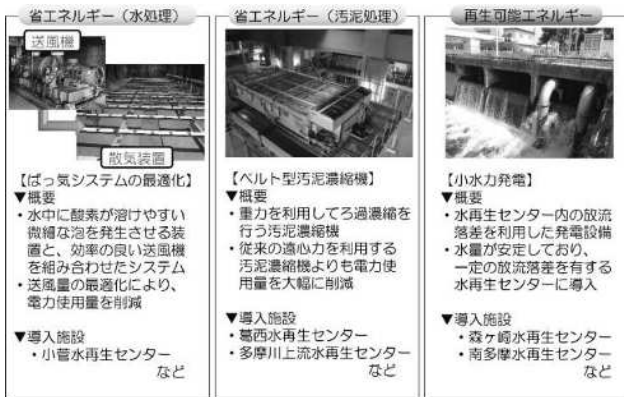 省エネルギー（水処理）
送風機
散気装置
【ばっ気システムの最適化】
▼概要
・水中に酸素が溶けやすい
微細な泡を発生させる装
置と、効率の良い送風機
を組み合わせたシステム
・送風量の最適化により、
電力使用量を削減
▼導入施設
・小菅水再生センター
など
省エネルギー（汚泥処理）
【ベルト型汚泥濃縮機】
▼概要
・重力を利用してろ過濃縮を
行う汚泥濃縮機
・従来の遠心力を利用する
汚泥濃縮機よりも電力使
用量を大幅に削減
▼導入施設
・葛西水再生センター
・多摩川上流水再生センター
など
再生可能エネルギー
【小水力発電】
▼概要
・水再生センター内の放流
落差を利用した発電設備
・水量が安定しており、
一定の放流落差を有する
水再生センターに導入
▼導入施設
・森ヶ崎水再生センター
・南多摩水再生センター
など